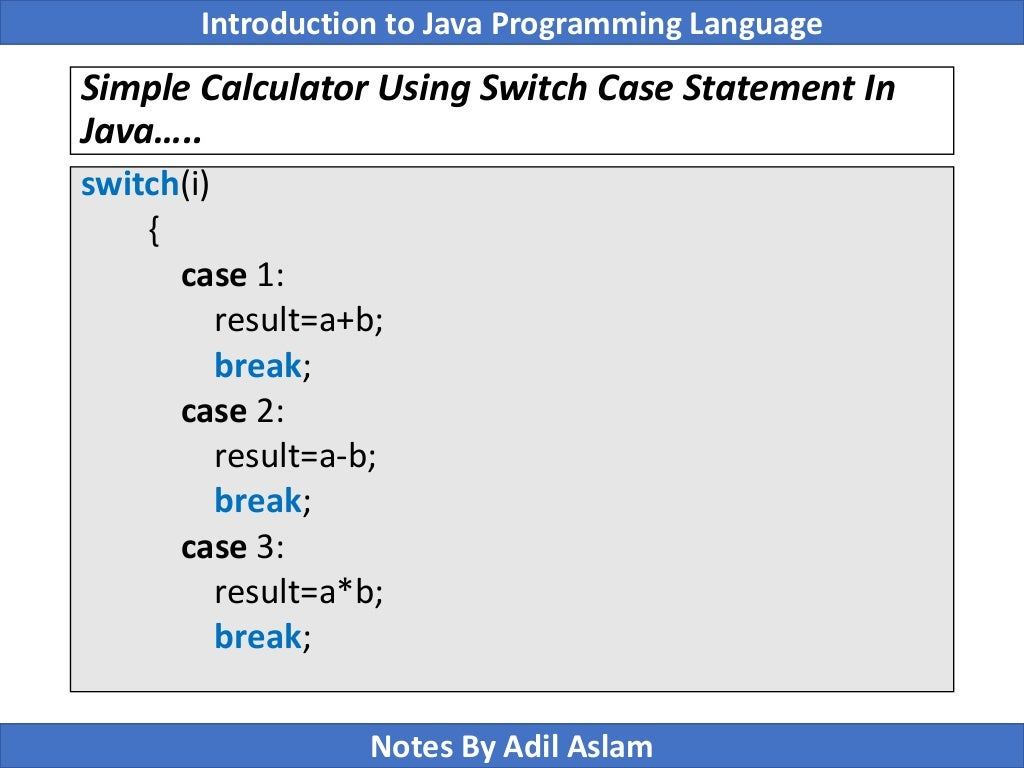 Introduction to Java Programming Language
Simple Calculator Using Switch Case Statement In
Java…..
switch(i)
{
case 1:
result=a+b;
break;
case 2:
result=a-b;
break;
case 3:
result=a*b;
break;
Notes By Adil Aslam